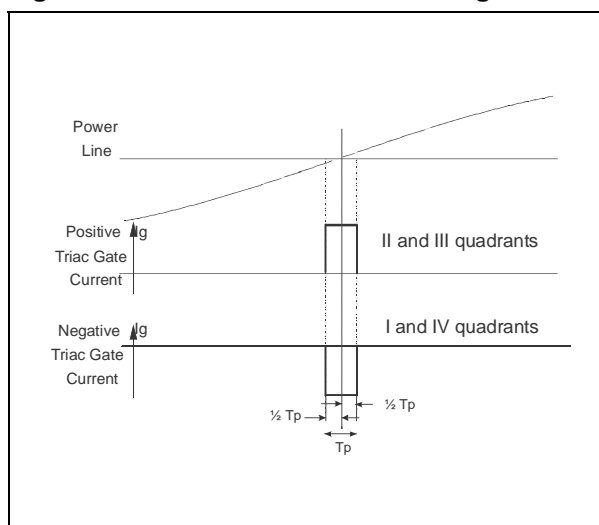 Power
Line
Positive Ig
Triac Gate
Current
II and III quadrants
Negative Ig
Triac Gate
Current
I and IV quadrants
½ Tp
½ Tp
Tp